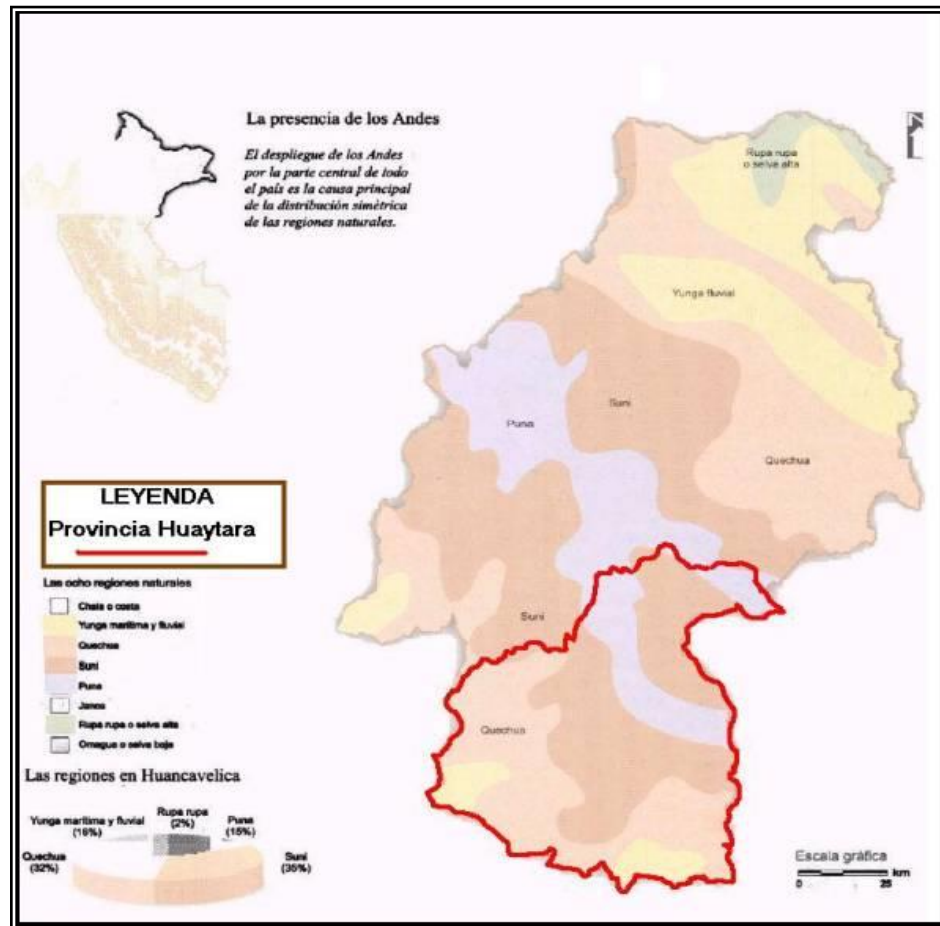 La presencia de los Andes
El despliegue de los Andes
por la parte central de todo
el país es la causa principal
de la distribución simétrica
de las regiones naturales.
N
Rupa rupa
o selva alta
Yunga fluvial
Suni
Puna
Quechua
Suni
Quechua
LEYENDA
Provincia Huaytara
Las ocho regiones naturales
Chala o costa
Yunga marítima y fluvial
Quechua
Suni
Puna
Janca
Rupa rupa o selva alta
Omagua o selva baja
Las regiones en Huancavelica
Yunga marítima y fluvial
(16%)
Rupa rupa
(2%)
Puna
(15%)
Quechua
(32%)
Suni
(35%)
Escala gráfica
km
0 25